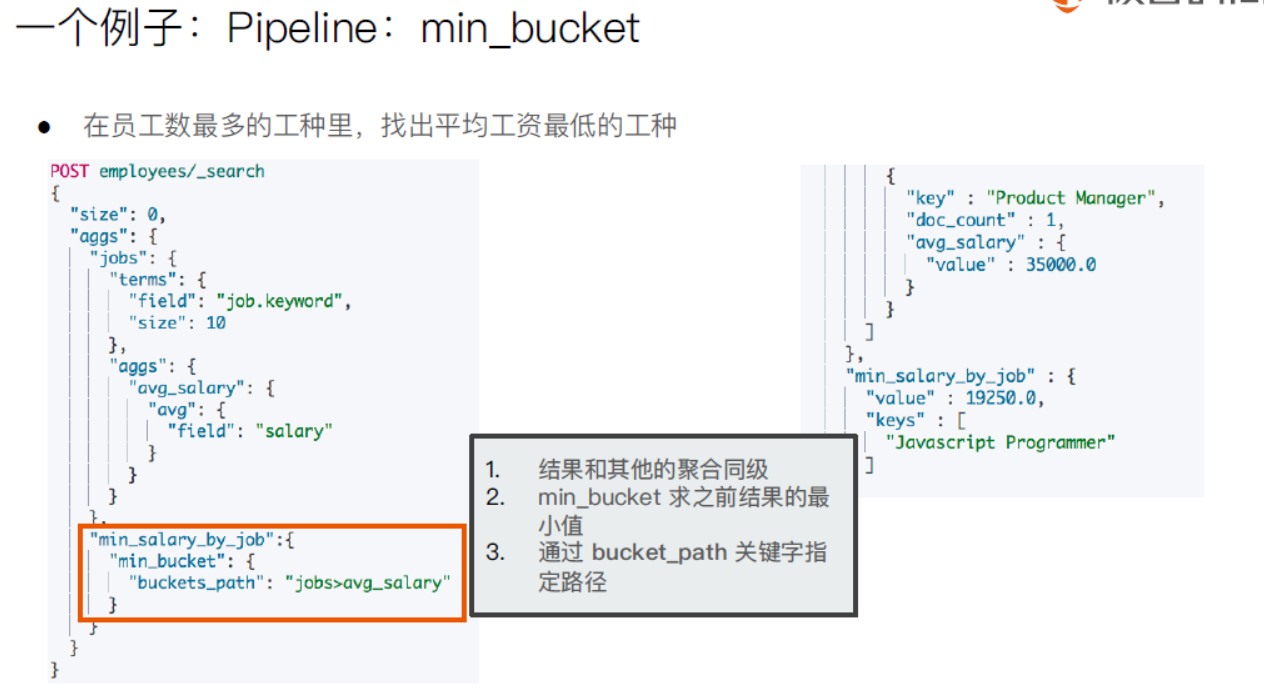 一个例子：Pipeline：min_bucket
● 在员工数最多的工种里，找出平均工资最低的工种
POST employees/_search
{
"size": 0,
"aggs": {
"jobs": {
"terms": {
"field": "job.keyword",
"size": 10
},
"aggs": {
"avg_salary": {
"avg": {
"field": "salary"
}
}
}
},
"min_salary_by_job":{
"min_bucket": {
"buckets_path": "jobs>avg_salary"
}
}
}
}
1. 结果和其他的聚合同级
2. min_bucket 求之前结果的最
小值
3. 通过 bucket_path 关键字指
定路径
{
"key" : "Product Manager",
"doc_count" : 1,
"avg_salary" : {
"value" : 35000.0
}
}
]
},
"min_salary_by_job" : {
"value" : 19250.0,
"keys" : [
"Javascript Programmer"
]